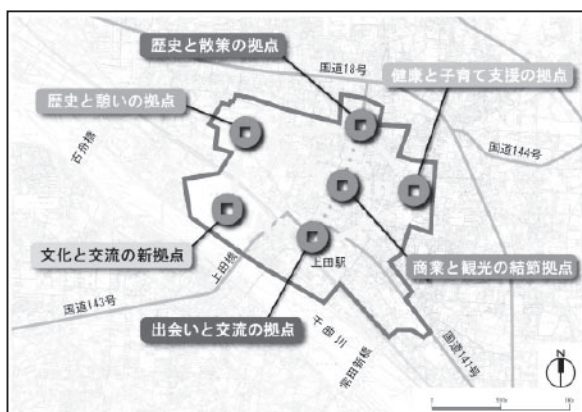 歴史と散策の拠点
国道18号
健康と子育て支援の拠点
歴史と憩いの拠点
古舟橋
国道144号
文化と交流の新拠点
上田橋
上田駅
商業と観光の結節拠点
国道143号
出会いと交流の拠点
千曲川
常田新橋
国道141号
N
0